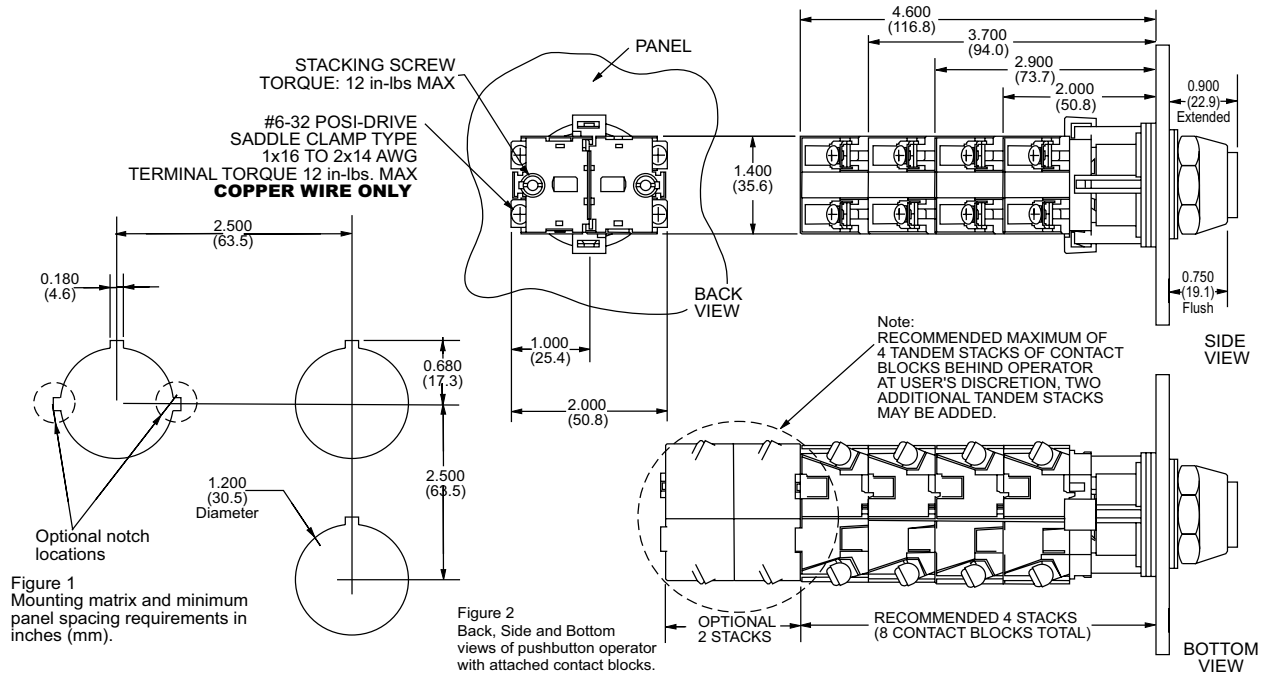 PANEL
STACKING SCREW
TORQUE: 12 in-lbs MAX
#6-32 POSI-DRIVE
SADDLE CLAMP TYPE
1x16 TO 2x14 AWG
TERMINAL TORQUE 12 in-lbs. MAX
COPPER WIRE ONLY
2.500
(63.5)
0.180
(4.6)
0.680
(17.3)
2.500
(63.5)
1.200
(30.5)
Diameter
Optional notch
locations
Figure 1
Mounting matrix and minimum
panel spacing requirements in
inches (mm).
BACK
VIEW
1.000
(25.4)
2.000
(50.8)
1.400
(35.6)
4.600
(116.8)
3.700
(94.0)
2.900
(73.7)
2.000
(50.8)
0.900
(22.9)
Extended
0.750
(19.1)
Flush
SIDE
VIEW
Note:
RECOMMENDED MAXIMUM OF
4 TANDEM STACKS OF CONTACT
BLOCKS BEHIND OPERATOR
AT USER'S DISCRETION, TWO
ADDITIONAL TANDEM STACKS
MAY BE ADDED.
Figure 2
Back, Side and Bottom
views of pushbutton operator
with attached contact blocks.
OPTIONAL
2 STACKS
RECOMMENDED 4 STACKS
(8 CONTACT BLOCKS TOTAL)
BOTTOM
VIEW